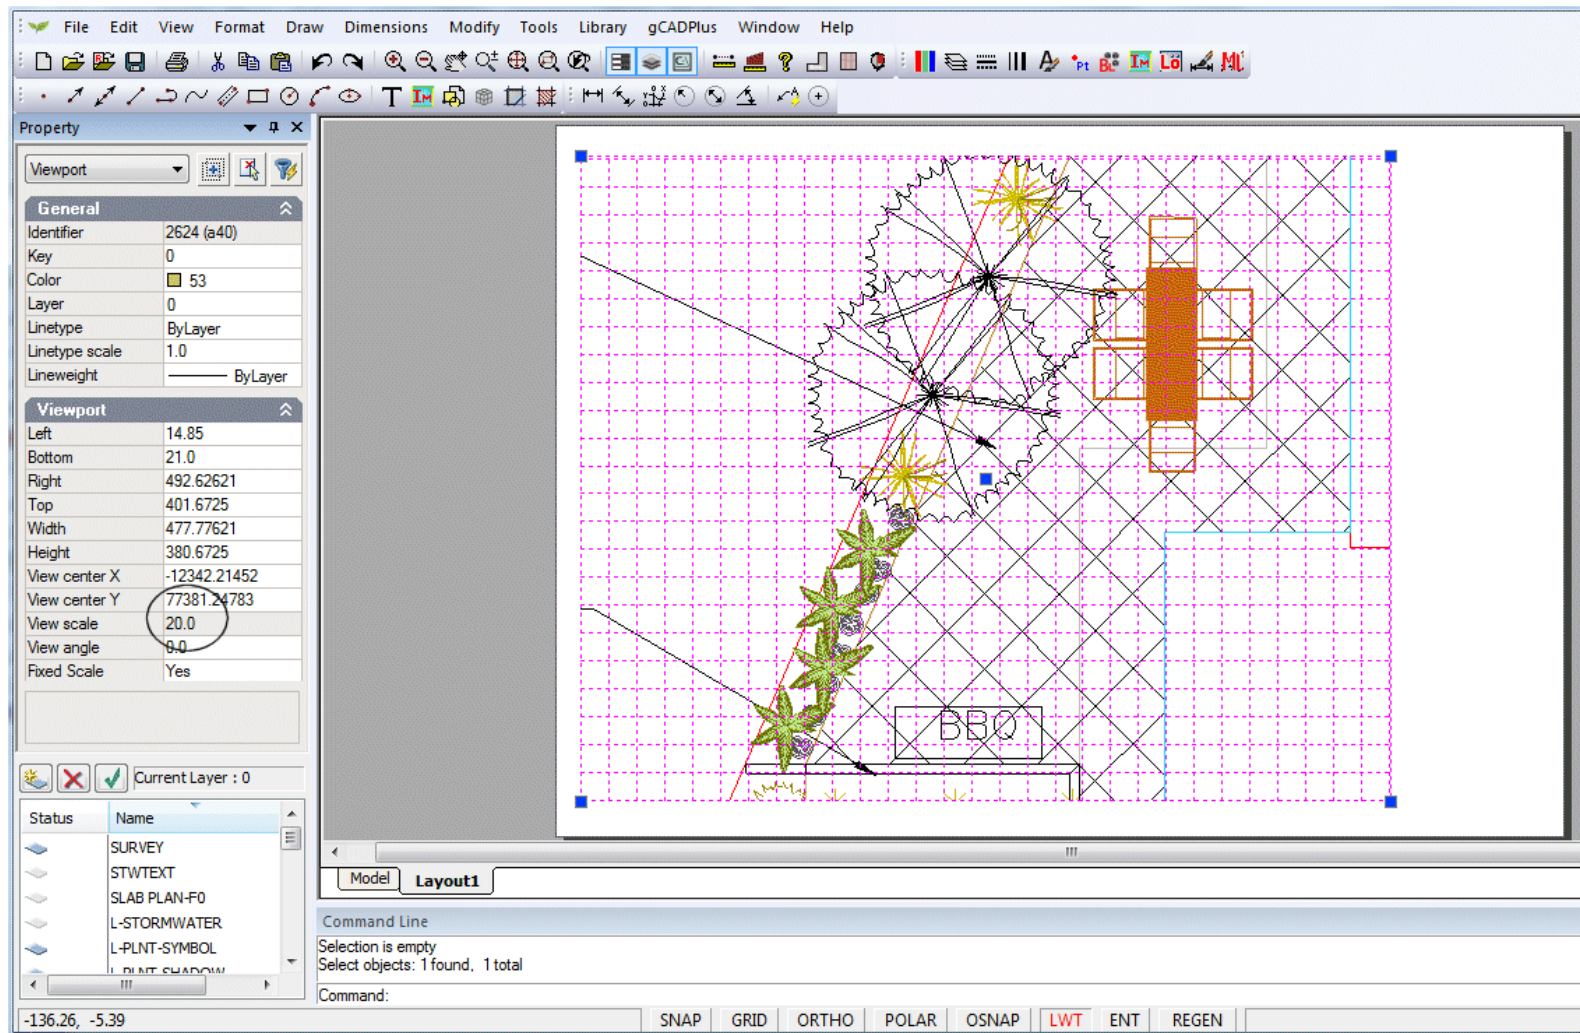 File Edit View Format Draw Dimensions Modify Tools Library gCADPlus Window Help
Property
Viewport
General
Identifier 2624 (a40)
Key 0
Color 53
Layer 0
Linetype ByLayer
Linetype scale 1.0
Lineweight ByLayer
Viewport
Left 14.85
Bottom 21.0
Right 492.62621
Top 401.6725
Width 477.77621
Height 380.6725
View center X -12342.21452
View center Y 77381.24783
View scale 20.0
View angle 0.0
Fixed Scale Yes
Current Layer : 0
Status Name
SURVEY
STWTEXT
SLAB PLAN-F0
L-STORMWATER
L-PLNT-SYMBOL
L-PLNT-SHADOW
BBQ
Model Layout1
Command Line
Selection is empty
Select objects: 1 found, 1 total
Command:
-136.26, -5.39 SNAP GRID ORTHO POLAR OSNAP LWT ENT REGEN